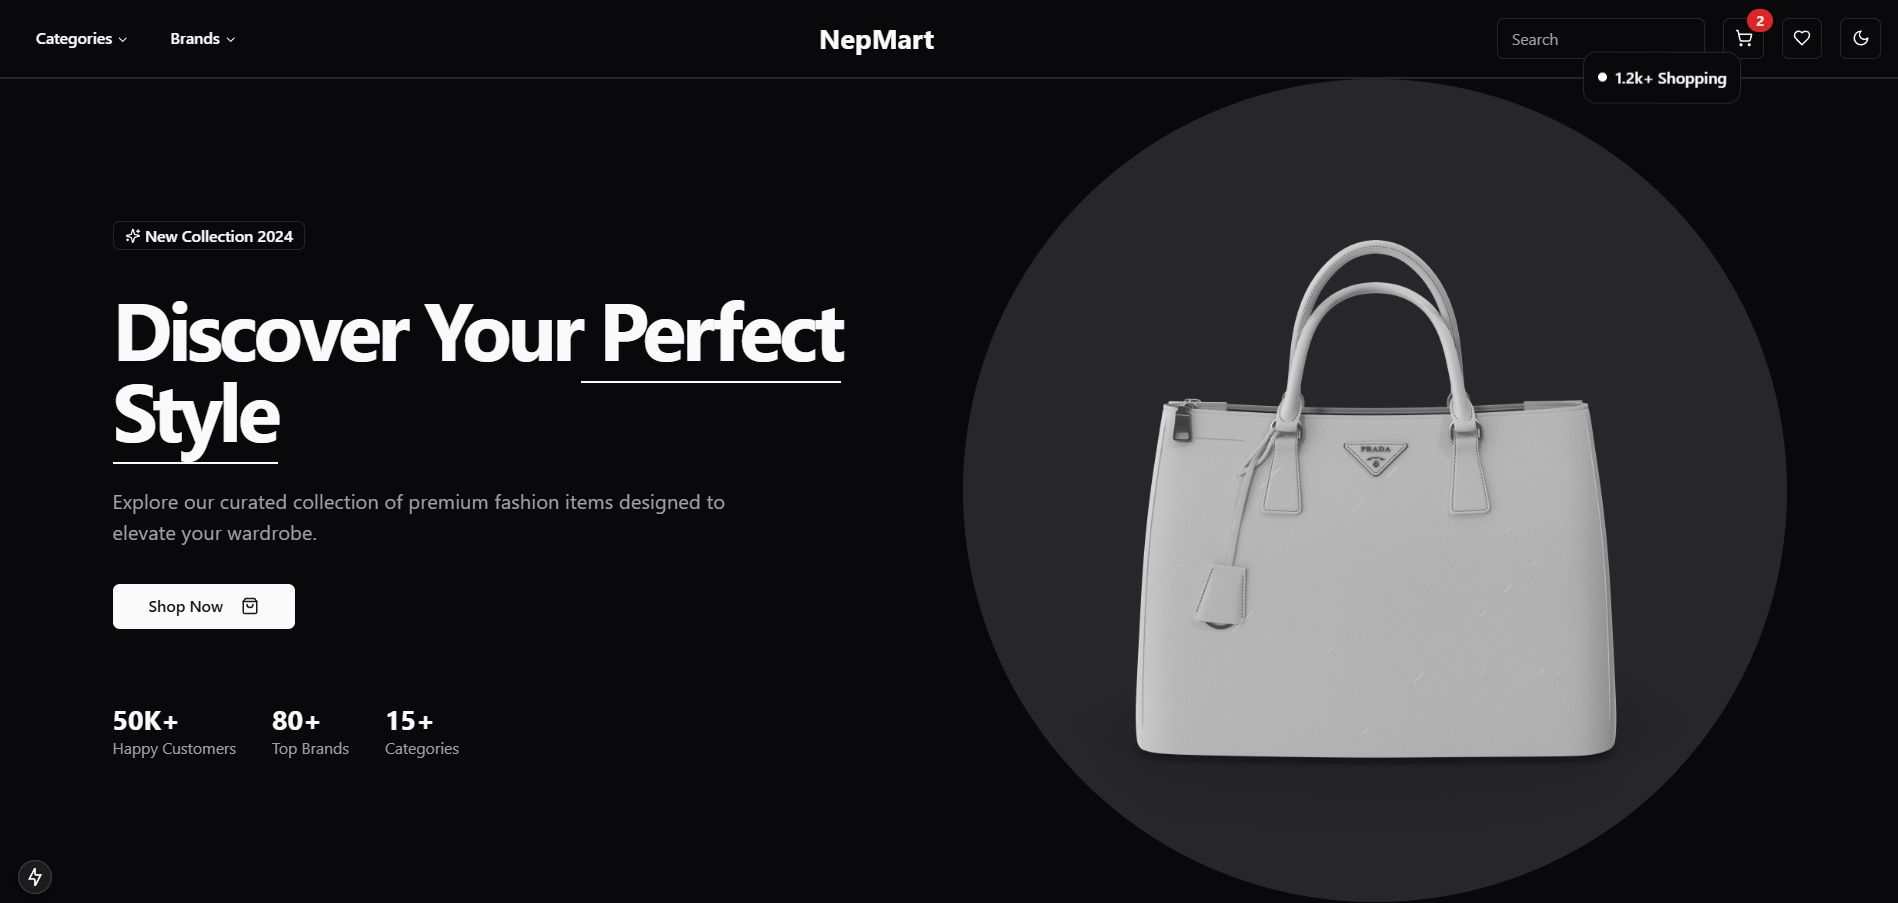 Categories
Brands
NepMart
Search
2
1.2k+ Shopping
New Collection 2024
Discover Your Perfect
Style
Explore our curated collection of premium fashion items designed to
elevate your wardrobe.
PRADA
Shop Now
50K+
Happy Customers
80+
Top Brands
15+
Categories